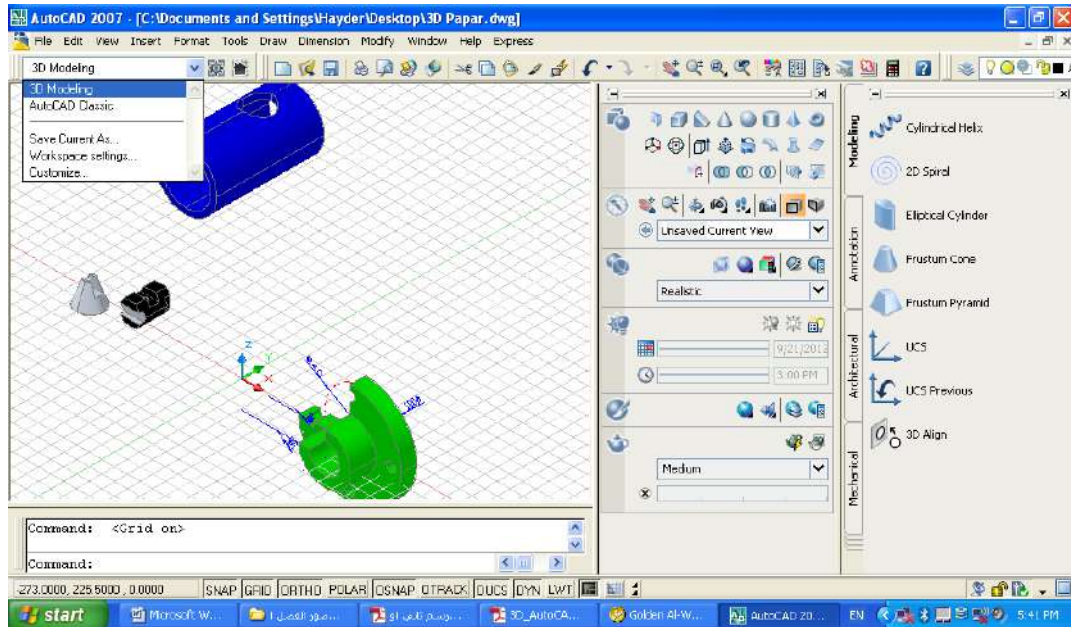 AutoCAD 2007 - [C:\Documents and Settings\Hayder\Desktop\3D Papar.dwg]
File Edit View Insert Format Tools Draw Dimension Modify Window Help Express
3D Modeling
3D Modeling
AutoCAD Classic
Save Current As...
Workspace settings...
Customize...
Z
Y
X
Unsaved Current View
Realistic
9/21/2013
3:00 PM
Medium
Modeling
Annotation
Architectural
Mechanical
Cylindrical Helix
2D Spiral
Elliptical Cylinder
Frustum Cone
Frustum Pyramid
UCS
UCS Previous
3D Align
Command: <Grid on>
Command:
-273.0000, 225.5000 , 0.0000 SNAP GRID ORTHO POLAR OSNAP OTRACK DUCS DYN LWT
start Microsoft W... صور الفصل ا... 3D_AutoCA... Golden Al-W... AutoCAD 20... EN 5:41 PM